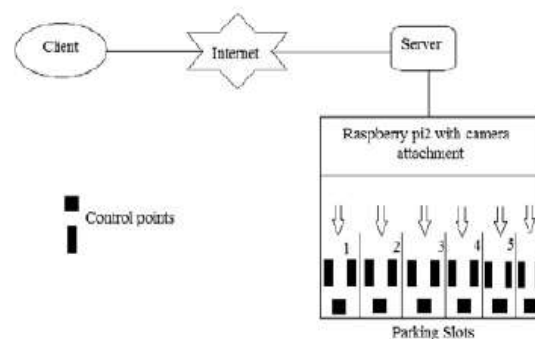 Client
Internet
Server
Raspberry pi2 with camera
attachment
Control points
1 2 3 4 5
Parking Slots